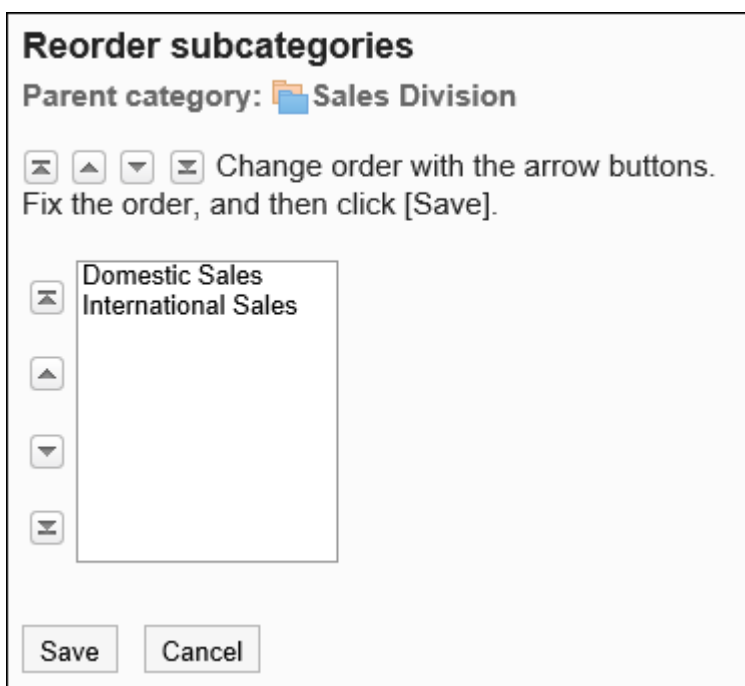 Reorder subcategories
Parent category: Sales Division
Change order with the arrow buttons.
Fix the order, and then click [Save].
Domestic Sales
International Sales
Save
Cancel